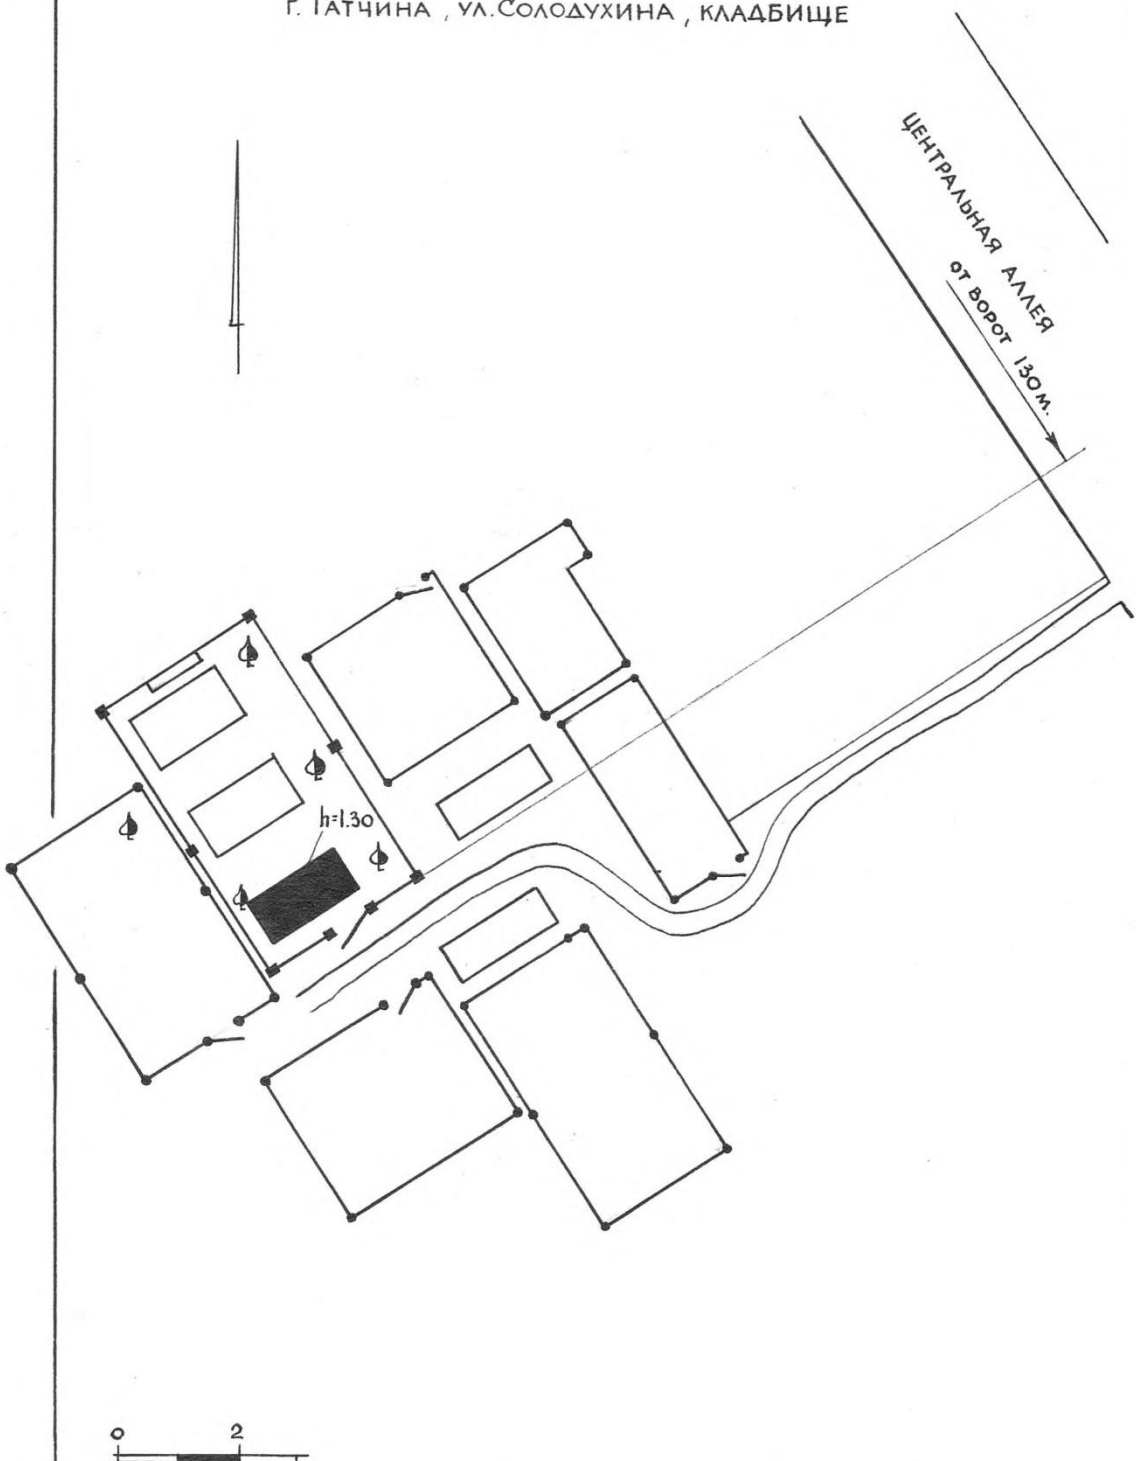 г. Гатчина, ул. Солодухина, кладбище
Центральная аллея
от ворот 130м.
h=1.30
0 2